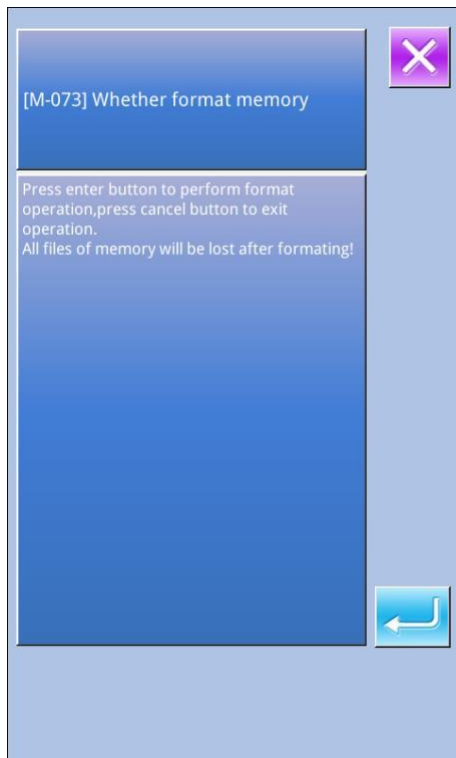 [M-073] Whether format memory
Press enter button to perform format
operation,press cancel button to exit
operation.
All files of memory will be lost after formating!